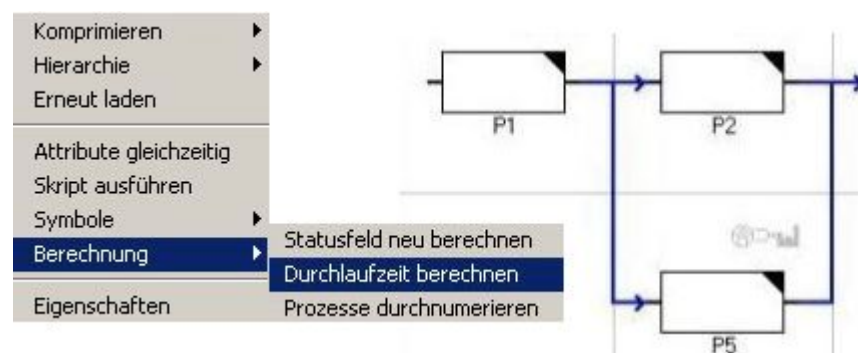 Komprimieren
Hierarchie
Erneut laden
Attribute gleichzeitig
Skript ausführen
Symbole
Berechnung
Eigenschaften
Statusfeld neu berechnen
Durchlaufzeit berechnen
Prozesse durchnumerieren
P1
P2
P5